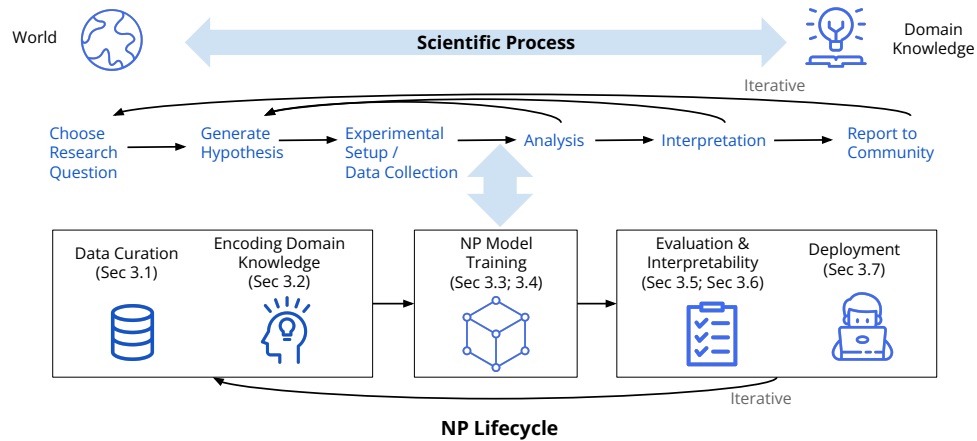 World
Scientific Process
Domain
Knowledge
Iterative
Choose
Research
Question
Generate
Hypothesis
Experimental
Setup /
Data Collection
Analysis
Interpretation
Report to
Community
Data Curation
(Sec 3.1)
Encoding Domain
Knowledge
(Sec 3.2)
NP Model
Training
(Sec 3.3; 3.4)
Evaluation &
Interpretability
(Sec 3.5; Sec 3.6)
Deployment
(Sec 3.7)
Iterative
NP Lifecycle